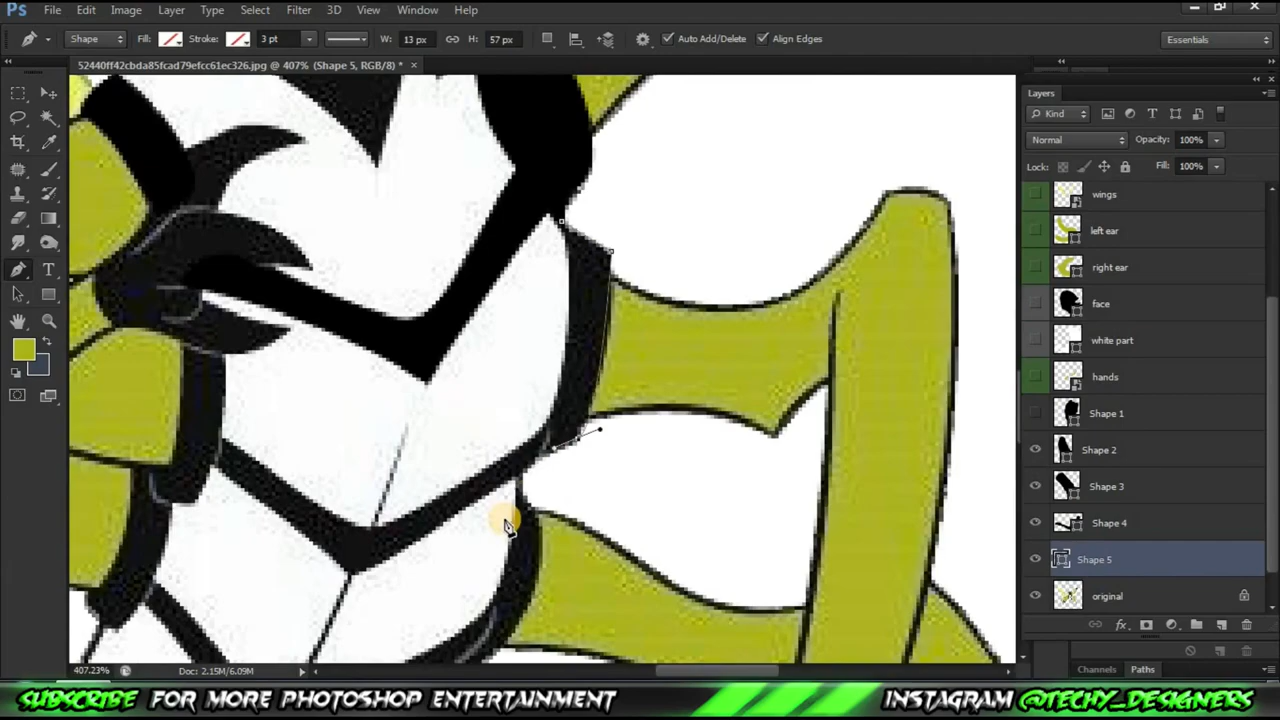 Ps File Edit Image Layer Type Select Filter 3D View Window Help
Shape Fill: Stroke: 3 pt W: 13 px H: 57 px Auto Add/Delete Align Edges Essentials
52440ff42cbda85fcad79efcc61ec326.jpg @ 407% (Shape 5, RGB/8) * ×
Layers
Kind
Normal Opacity: 100%
Lock: Fill: 100%
wings
left ear
right ear
face
white part
hands
Shape 1
Shape 2
Shape 3
Shape 4
Shape 5
original
407.23% Doc: 2.15M/6.09M
Channels Paths
SUBSCRIBE FOR MORE PHOTOSHOP ENTERTAINMENT INSTAGRAM @TECHY_DESIGNERS